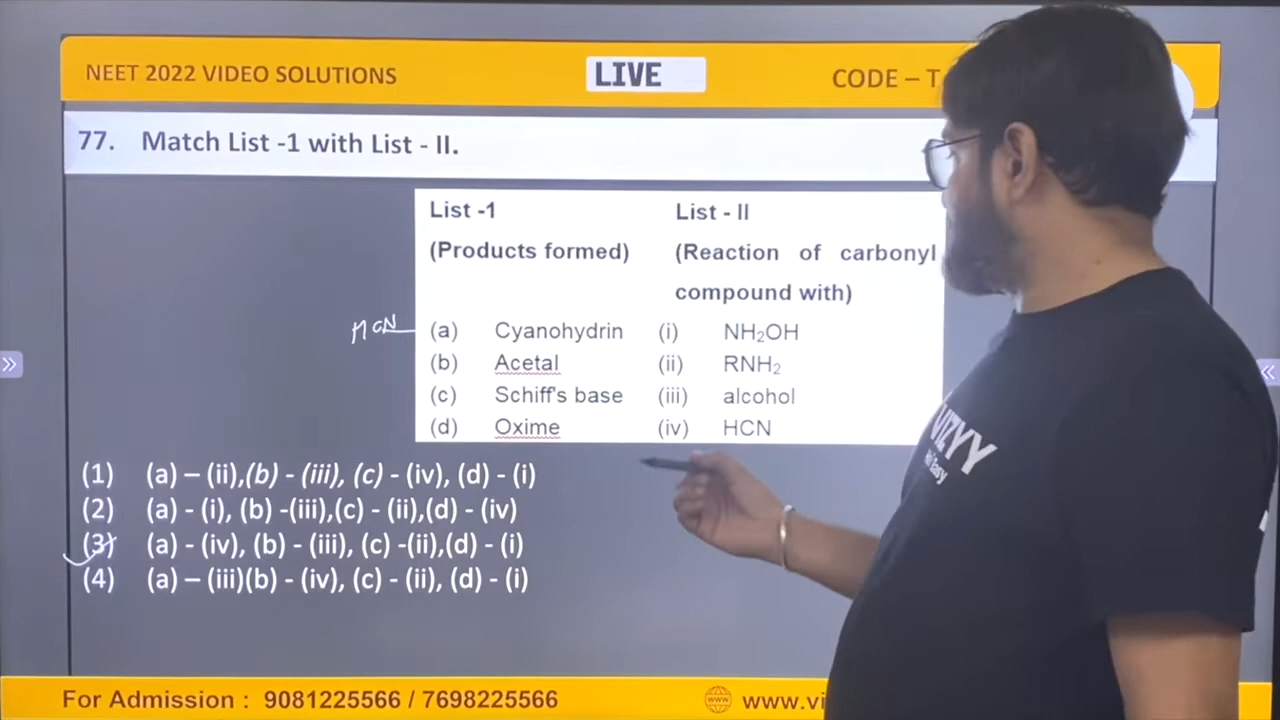 NEET 2022 VIDEO SOLUTIONS LIVE CODE – T
77. Match List -1 with List - II.
List -1 List - II
(Products formed) (Reaction of carbonyl
compound with)
HCN (a) Cyanohydrin (i) NH₂OH
(b) Acetal (ii) RNH₂
(c) Schiff's base (iii) alcohol
(d) Oxime (iv) HCN
(1) (a) – (ii),(b) - (iii), (c) - (iv), (d) - (i)
(2) (a) - (i), (b) -(iii),(c) - (ii),(d) - (iv)
(3) (a) - (iv), (b) - (iii), (c) -(ii),(d) - (i)
(4) (a) – (iii)(b) - (iv), (c) - (ii), (d) - (i)
For Admission : 9081225566 / 7698225566 www www.vi